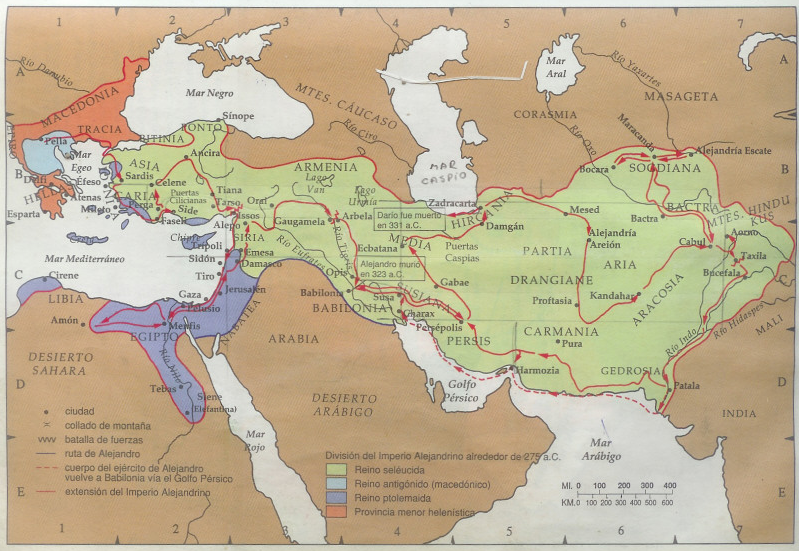 1
2
3
4
5
6
7
A
A
B
B
C
C
D
D
E
E
1
2
3
4
5
6
7
Río Danubio
MACEDONIA
TRACIA
Pella
Mar
Egeo
Delfi
HELLAS
Atenas
Esparta
Éfeso
Mileto
Mar Negro
Sínope
PONTO
BITINIA
Ancira
ASIA
Sardis
Celene
CARIA
Puertas
Cilicianas
Perga
Side
Faselis
Tiana
Tarso
Issos
Alepo
Chipre
SIRIA
Trípoli
Emesa
Sidón
Damasco
Tiro
Jerusalén
Gaza
Pelusio
NABATEA
Mar Mediterráneo
Cirene
LIBIA
Amón
Menfis
EGIPTO
DESIERTO
SAHARA
Río Nilo
Tebas
Siene
(Elefantina)
Mar
Rojo
MTES. CÁUCASO
Río Ciro
ARMENIA
Lago
Van
Lago
Urmia
Gaugamela
Arbela
Río Tigris
Río Eufrates
Opis
Babilonia
BABILONIA
Susa
SUSIANA
Charax
Persépolis
PERSIS
ARABIA
DESIERTO
ARÁBIGO
Golfo
Pérsico
MAR
CASPIO
Zadracarta
HIRCANIA
Darío fue muerto
en 331 a.C.
Damgán
Ecbatana
MEDIA
Puertas
Caspias
Alejandro murió
en 323 a.C.
Gabae
Mar
Aral
Río Yaxartes
MASAGETA
CORASMIA
Río Oxo
Maracanda
Alejandría Escate
Bocara
SOGDIANA
BACTRA
Bactra
MTES. HINDU
KUS
Mesed
Alejandría
Areión
PARTIA
ARIA
DRANGIANE
Cabul
Aorno
Taxila
Bucefala
ARACOSIA
Proftasia
Kandahar
CARMANIA
Pura
Harmozia
GEDROSIA
Río Indo
Río Hidaspes
MALI
Patala
INDIA
Mar
Arábigo
ciudad
collado de montaña
batalla de fuerzas
ruta de Alejandro
cuerpo del ejército de Alejandro
vuelve a Babilonia vía el Golfo Pérsico
extensión del Imperio Alejandrino
División del Imperio Alejandrino alrededor de 275 a.C.
Reino seléucida
Reino antigónido (macedónico)
Reino ptolemaida
Provincia menor helenística
MI. 0 100 200 300 400
KM. 0 100 200 300 400 500 600